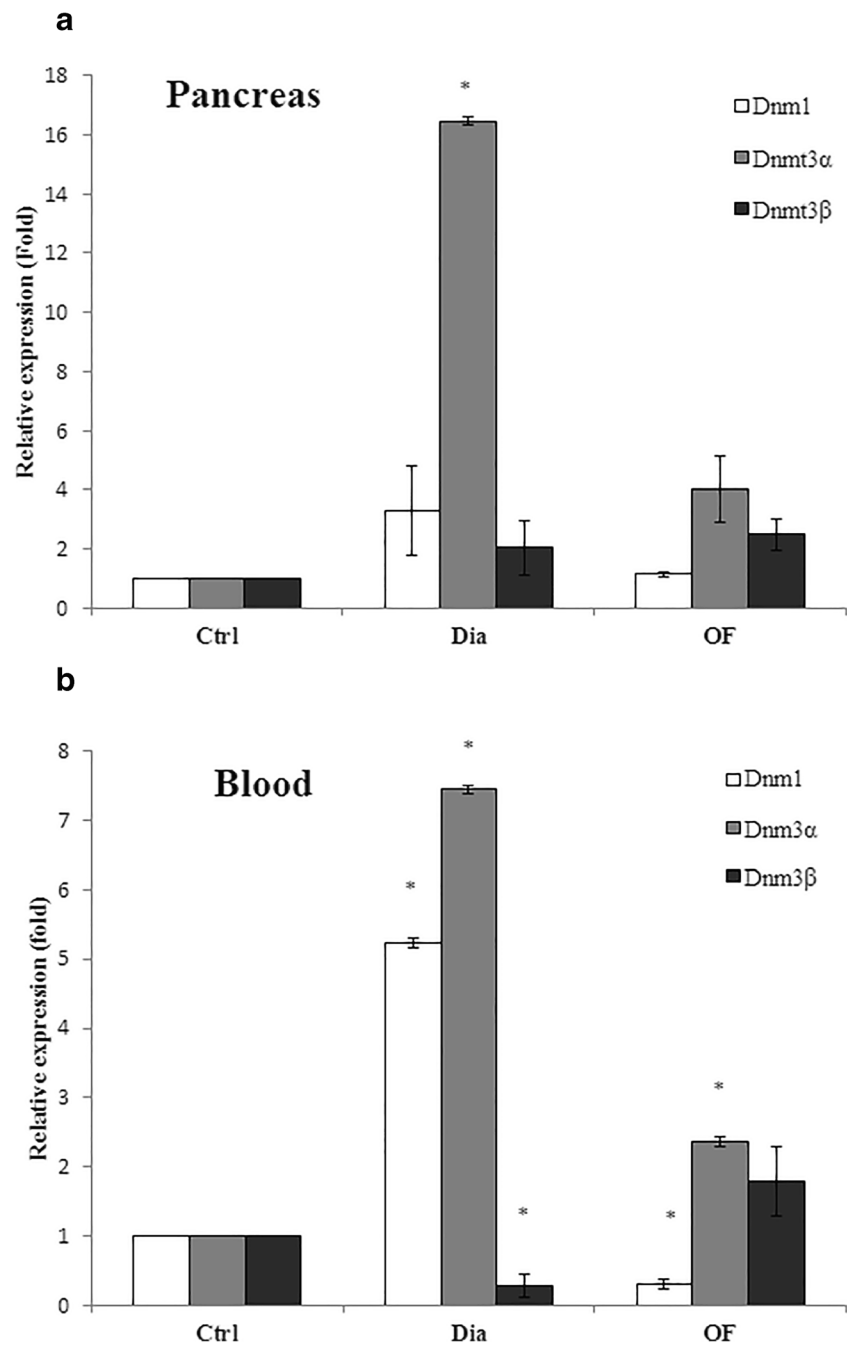 a
Pancreas
*
Dnm1
Dnmt3α
Dnmt3β
Relative expression (Fold)
18
16
14
12
10
8
6
4
2
0
Ctrl
Dia
OF
b
Blood
*
*
*
*
*
Dnm1
Dnm3α
Dnm3β
Relative expression (fold)
8
7
6
5
4
3
2
1
0
Ctrl
Dia
OF